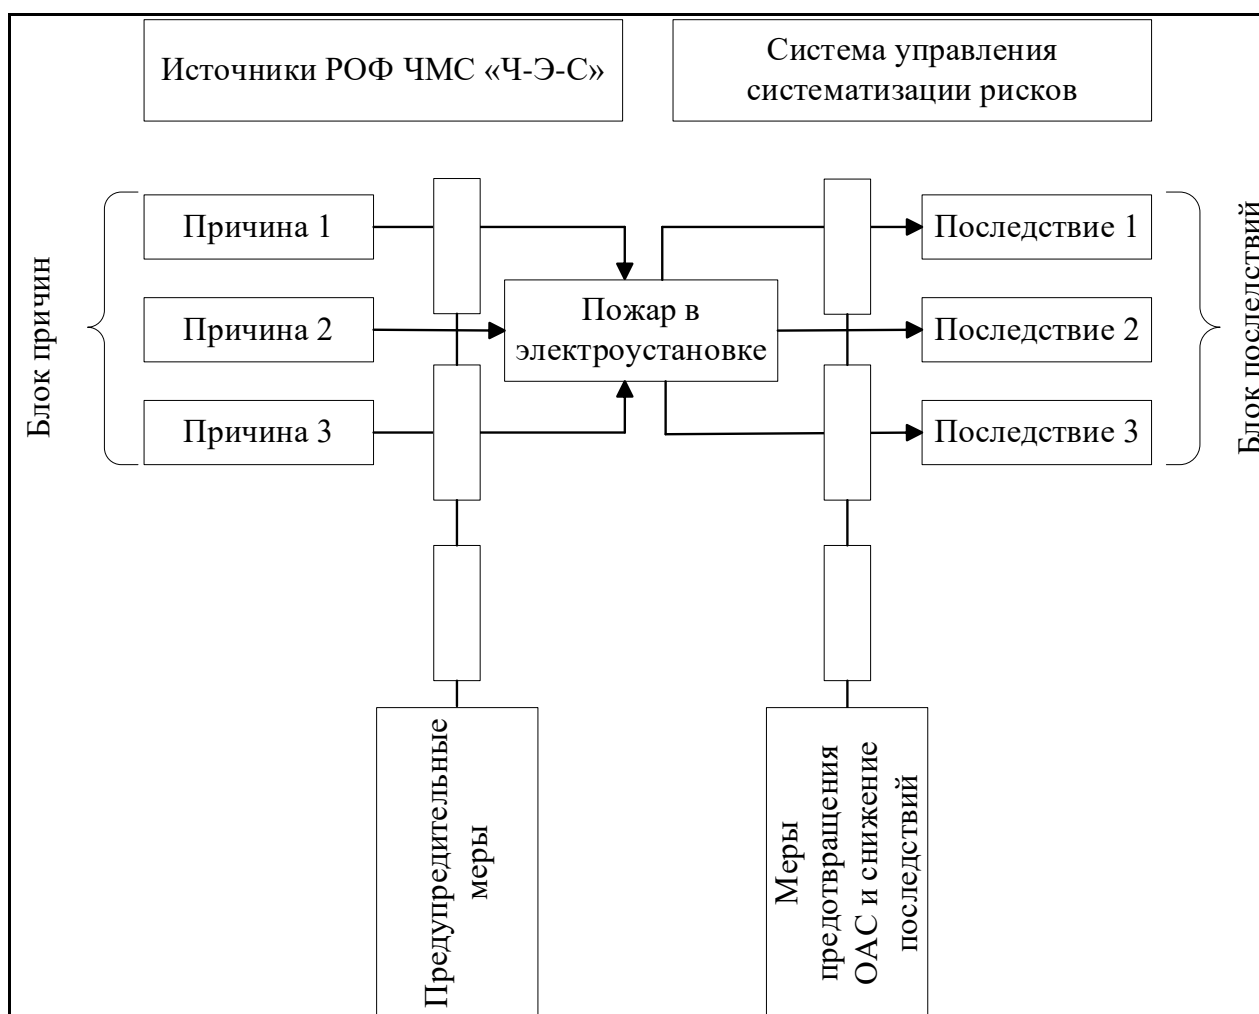 Источники РОФ ЧМС «Ч-Э-С»
Система управления
систематизации рисков
Блок причин
Причина 1
Причина 2
Причина 3
Пожар в
электроустановке
Последствие 1
Последствие 2
Последствие 3
Блок последствий
Предупредительные
меры
Меры
предотвращения
ОАС и снижение
последствий